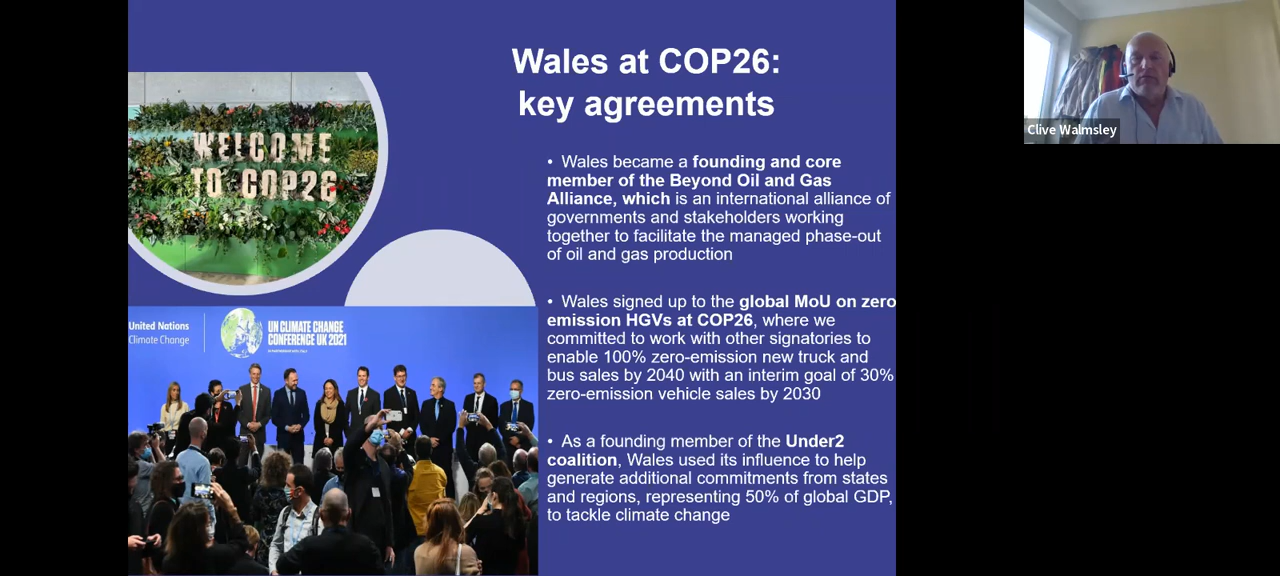 Wales at COP26:
key agreements
WELCOME
TO COP26
• Wales became a founding and core
member of the Beyond Oil and Gas
Alliance, which is an international alliance of
governments and stakeholders working
together to facilitate the managed phase-out
of oil and gas production
• Wales signed up to the global MoU on zero
emission HGVs at COP26, where we
committed to work with other signatories to
enable 100% zero-emission new truck and
bus sales by 2040 with an interim goal of 30%
zero-emission vehicle sales by 2030
• As a founding member of the Under2
coalition, Wales used its influence to help
generate additional commitments from states
and regions, representing 50% of global GDP,
to tackle climate change
United Nations
Climate Change
UN CLIMATE CHANGE
CONFERENCE UK 2021
IN PARTNERSHIP WITH ITALY
Clive Walmsley